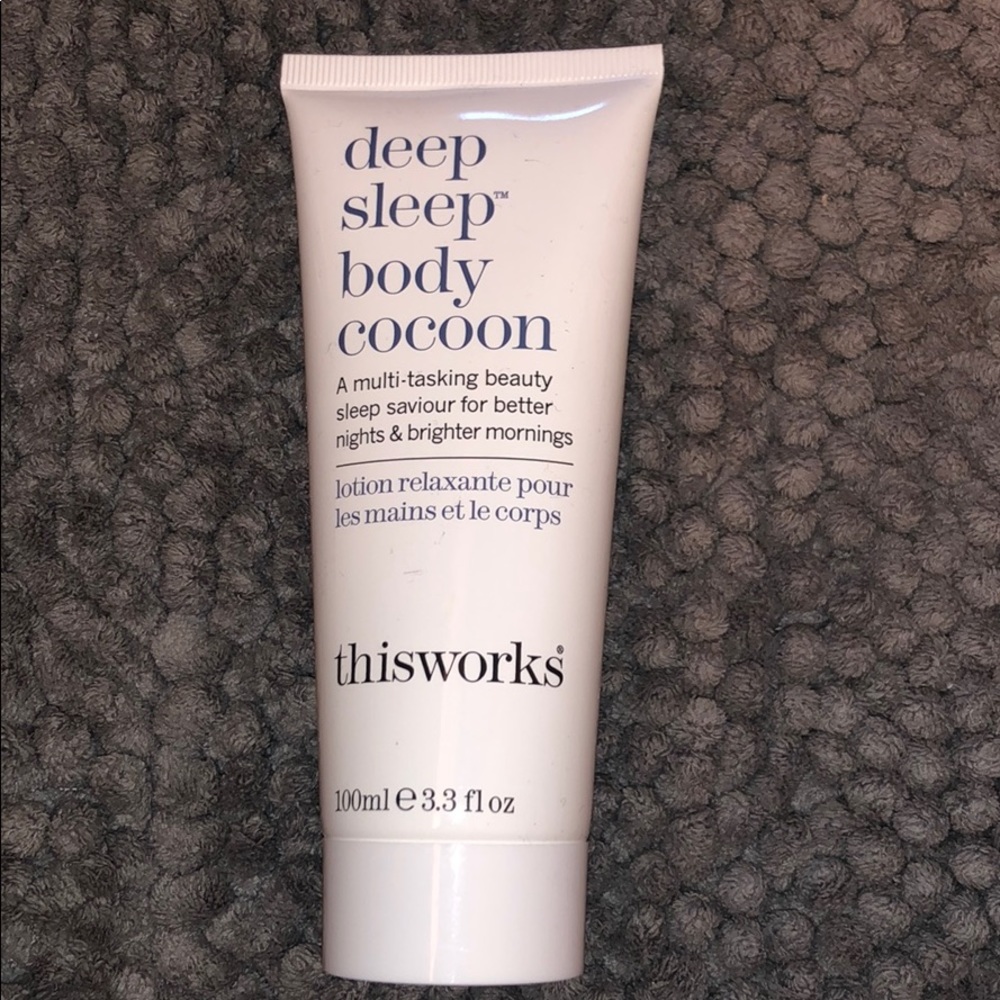 deep
sleep™
body
cocoon
A multi-tasking beauty
sleep saviour for better
nights & brighter mornings
lotion relaxante pour
les mains et le corps
thisworks®
100ml e 3.3 fl oz